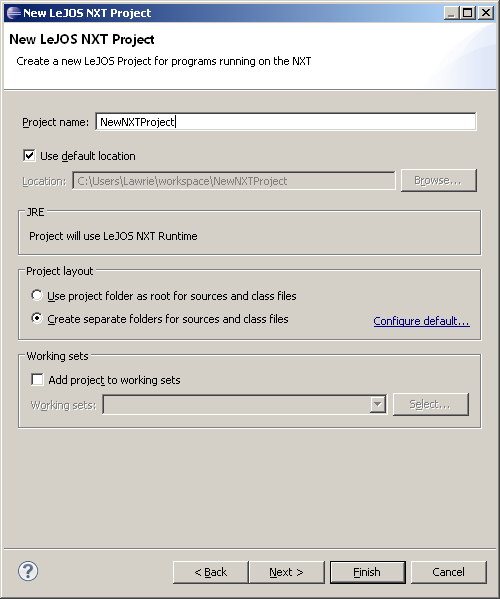 New LeJOS NXT Project
New LeJOS NXT Project
Create a new LeJOS Project for programs running on the NXT
Project name: NewNXTProject
Use default location
Location: C:\Users\Lawrie\workspace\NewNXTProject Browse...
JRE
Project will use LeJOS NXT Runtime
Project layout
Use project folder as root for sources and class files
Create separate folders for sources and class files Configure default...
Working sets
Add project to working sets
Working sets: Select...
? < Back Next > Finish Cancel